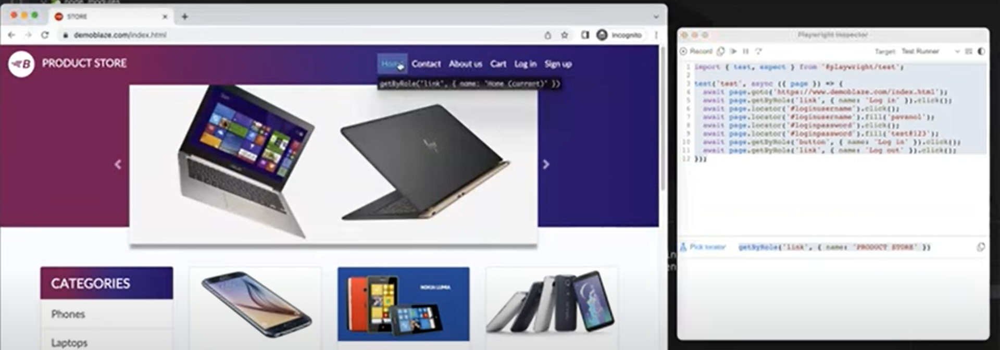 node_modules
STORE
demoblaze.com/index.html
Incognito
B PRODUCT STORE
Home Contact About us Cart Log in Sign up
getByRole('link', { name: 'Home (current)' })
NOKIA LUMIA
CATEGORIES
Phones
Laptops
Playwright Inspector
Record Target: Test Runner
1 import { test, expect } from '@playwright/test';
2
3 test('test', async ({ page }) => {
4 await page.goto('https://www.demoblaze.com/index.html');
5 await page.getByRole('link', { name: 'Log in' }).click();
6 await page.locator('#loginusername').click();
7 await page.locator('#loginusername').fill('pavanol');
8 await page.locator('#loginpassword').click();
9 await page.locator('#loginpassword').fill('test@123');
10 await page.getByRole('button', { name: 'Log in' }).click();
11 await page.getByRole('link', { name: 'Log out' }).click();
12 });
Pick locator getByRole('link', { name: 'PRODUCT STORE' })